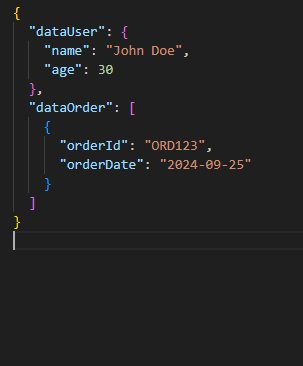 {
  "dataUser": {
    "name": "John Doe",
    "age": 30
  },
  "dataOrder": [
    {
      "orderId": "ORD123",
      "orderDate": "2024-09-25"
    }
  ]
}